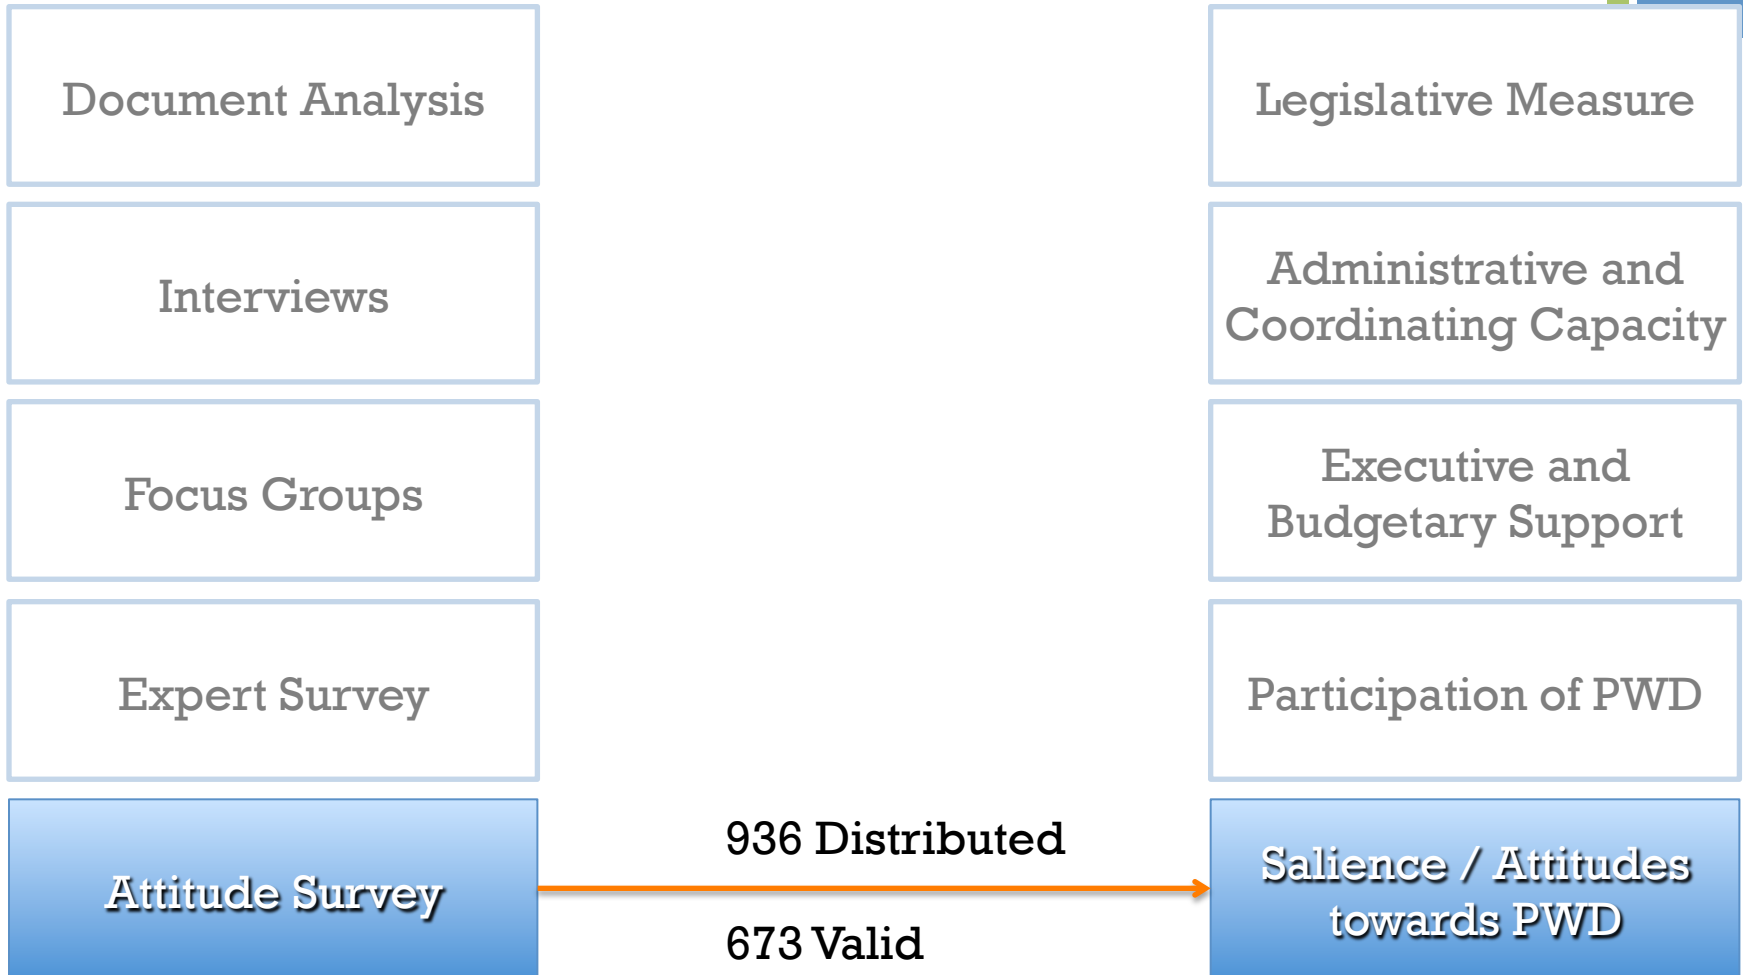 Document Analysis
Legislative Measure
Interviews
Administrative and
Coordinating Capacity
Focus Groups
Executive and
Budgetary Support
Expert Survey
Participation of PWD
Attitude Survey
936 Distributed
673 Valid
Salience / Attitudes
towards PWD